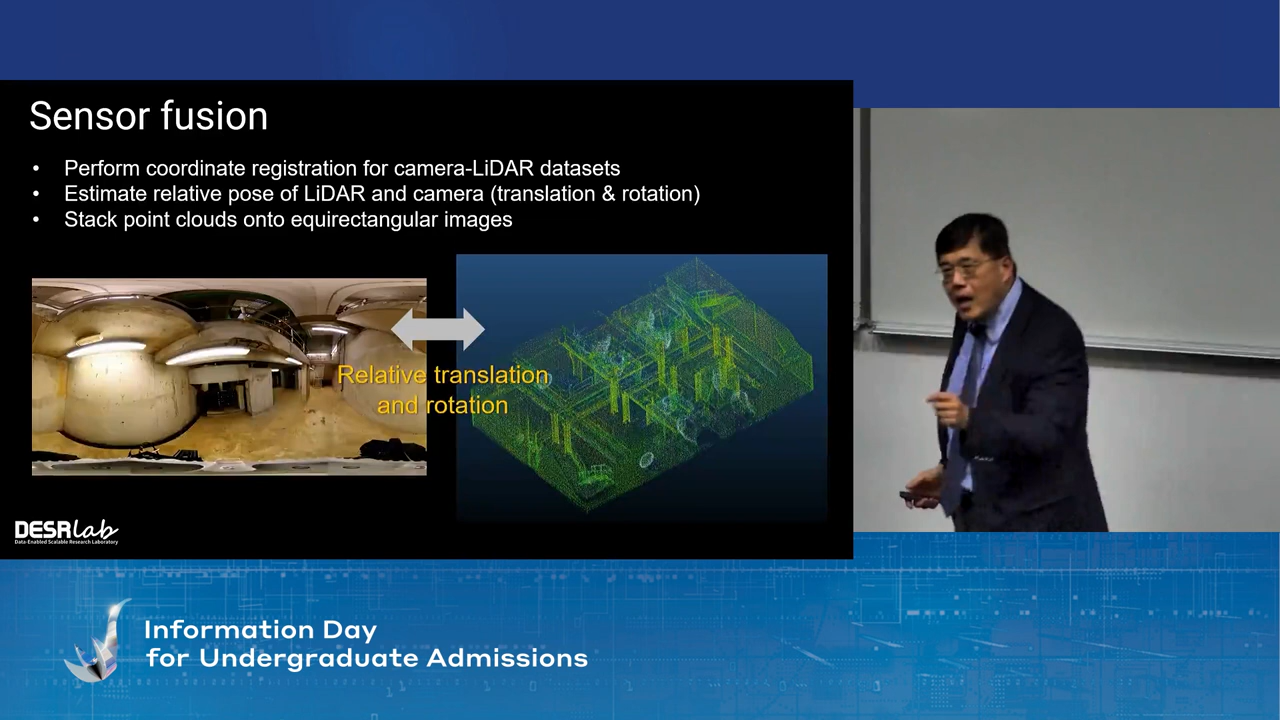 Sensor fusion
• Perform coordinate registration for camera-LiDAR datasets
• Estimate relative pose of LiDAR and camera (translation & rotation)
• Stack point clouds onto equirectangular images
Relative translation
and rotation
DESRlab
Data-Enabled Scalable Research Laboratory
Information Day
for Undergraduate Admissions